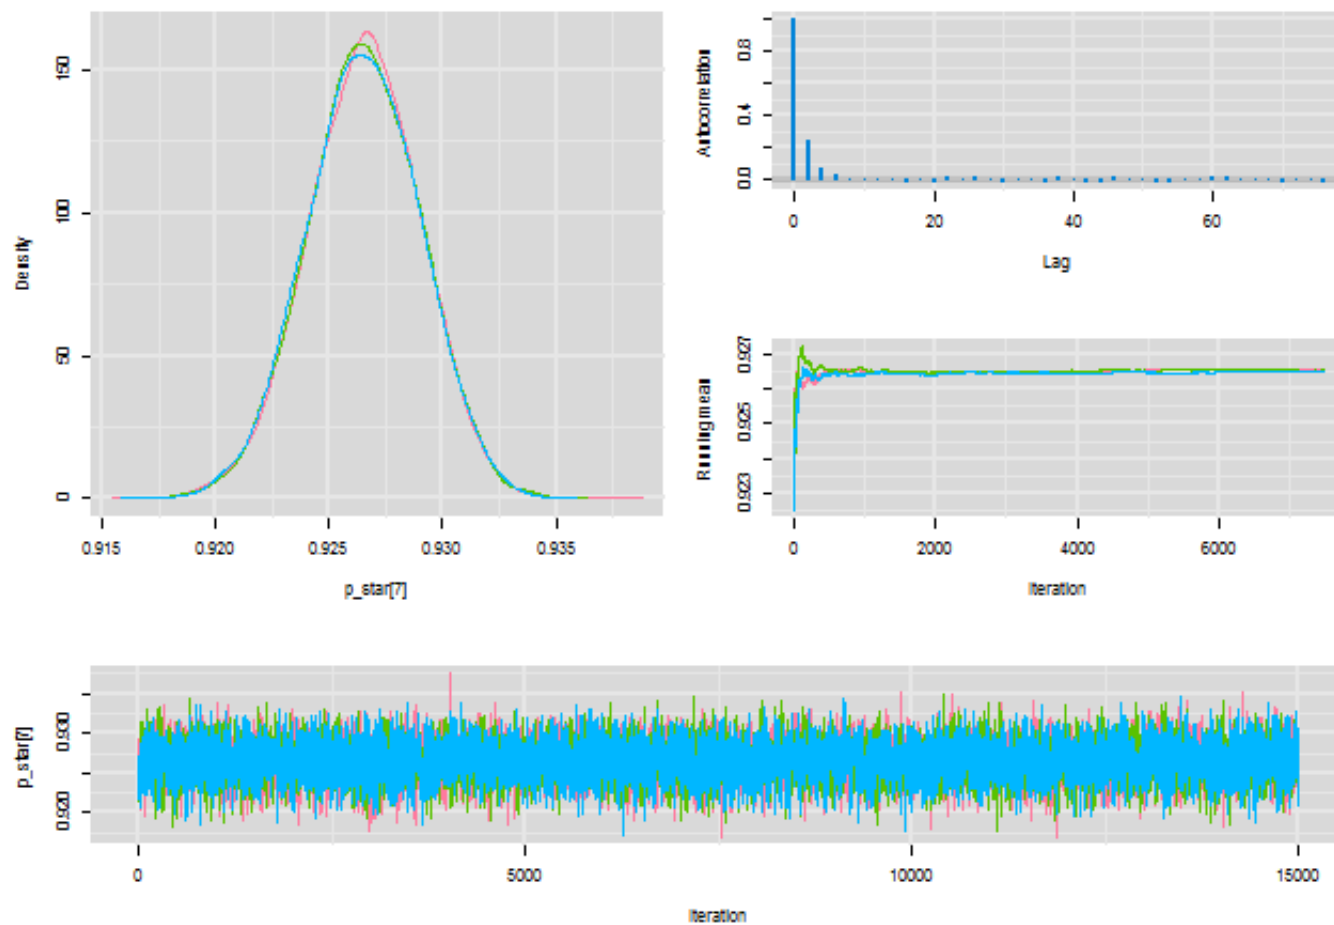 Density
150
100
50
0
0.915 0.920 0.925 0.930 0.935
p_star[7]
Autocorrelation
0.8
0.4
0.0
0 20 40 60
Lag
Running mean
0.927
0.925
0.923
0 2000 4000 6000
Iteration
p_star[7]
0.930
0.920
0 5000 10000 15000
Iteration